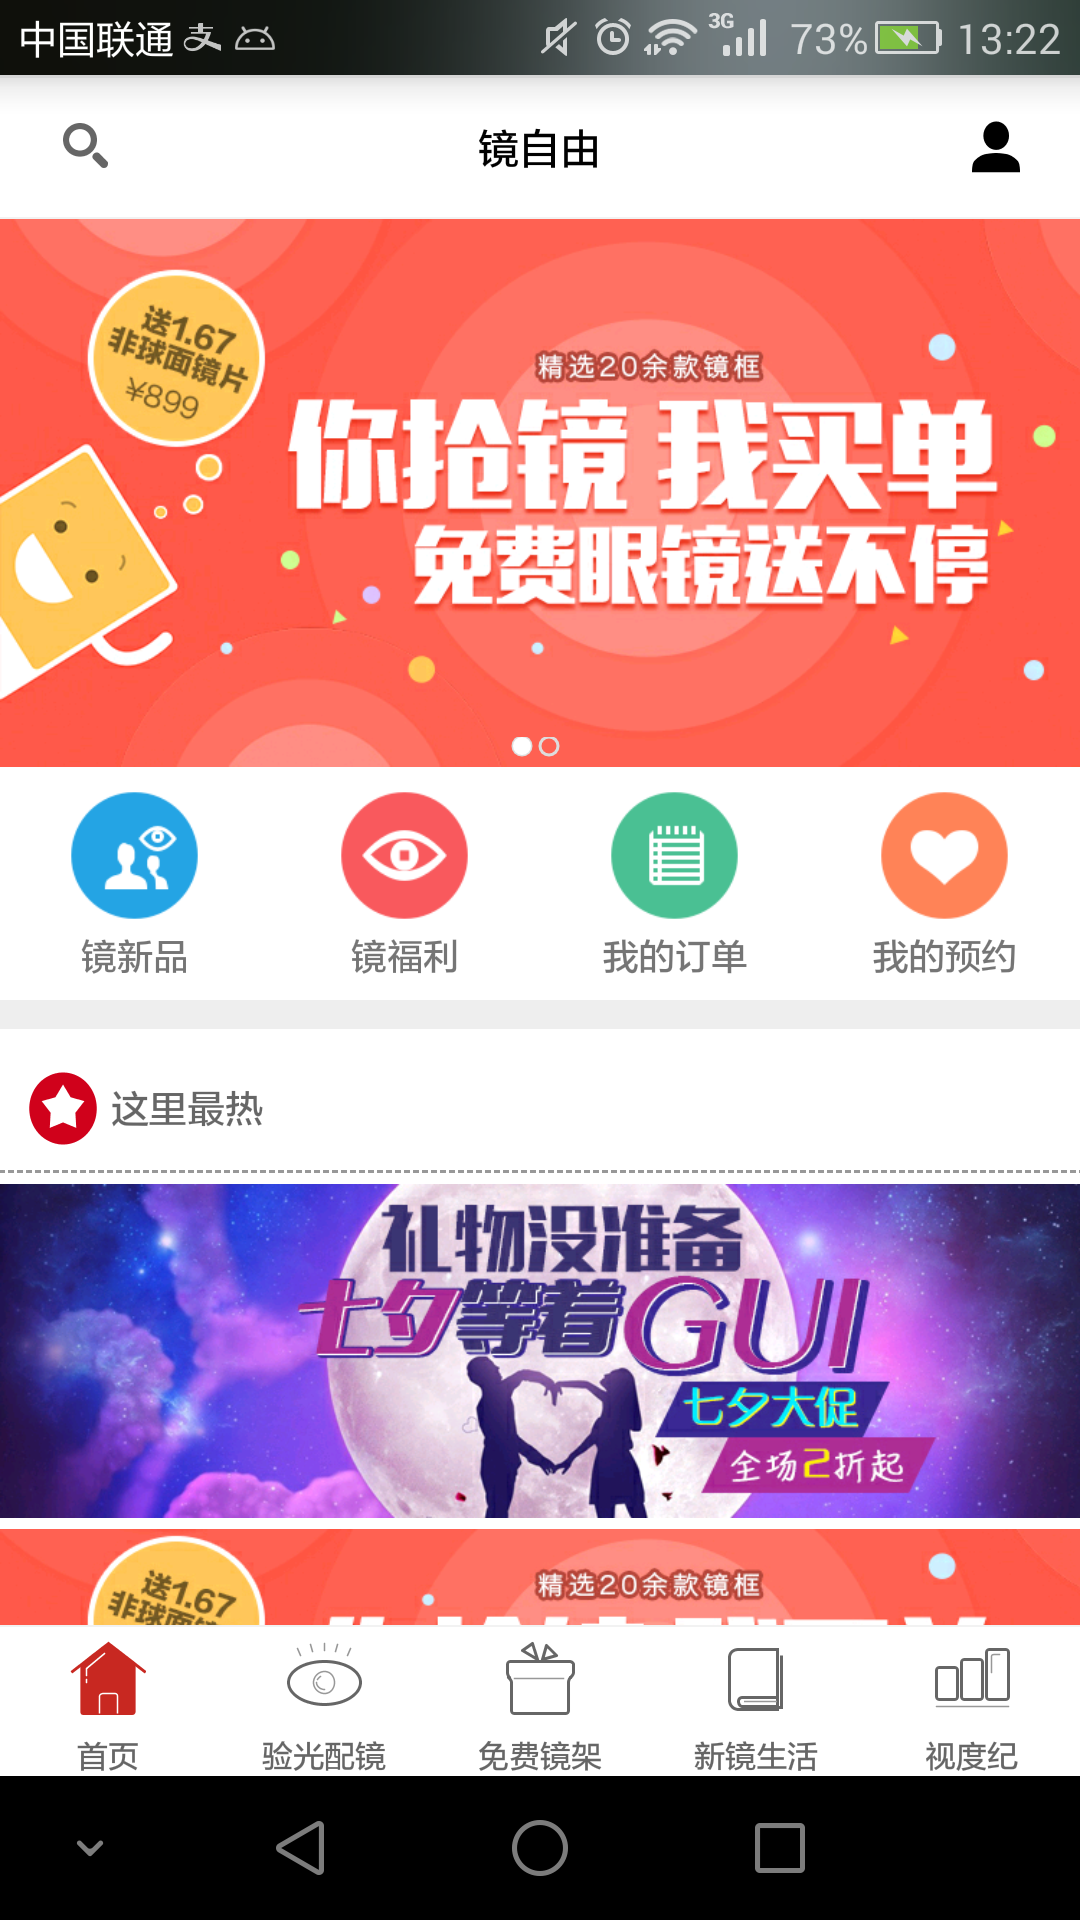 中国联通 3G 73% 13:22
镜自由
送1.67
非球面镜片
¥899
精选20余款镜框
你抢镜 我买单
免费眼镜送不停
镜新品 镜福利 我的订单 我的预约
这里最热
礼物没准备
七夕等着GUI
七夕大促
全场2折起
送1.67
精选20余款镜框
首页 验光配镜 免费镜架 新镜生活 视度纪